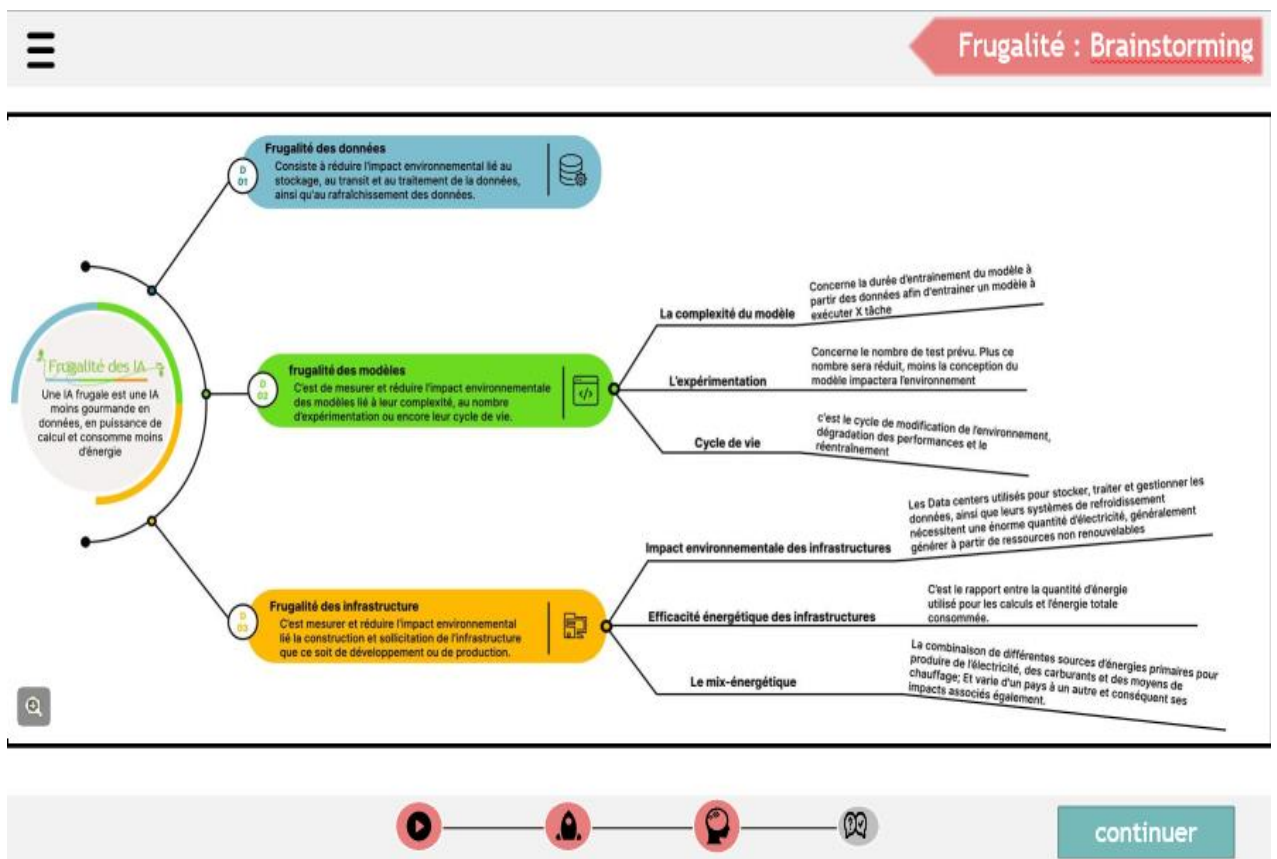 Frugalité : Brainstorming
D
01
Frugalité des données
Consiste à réduire l'impact environnemental lié au
stockage, au transit et au traitement de la données,
ainsi qu'au rafraîchissement des données.
Frugalité des IA
Une IA frugale est une IA
moins gourmande en
données, en puissance de
calcul et consomme moins
d'énergie
D
02
frugalité des modèles
C'est de mesurer et réduire l'impact environnementale
des modèles lié à leur complexité, au nombre
d'expérimentation ou encore leur cycle de vie.
La complexité du modèle
Concerne la durée d'entrainement du modèle à
partir des données afin d'entrainer un modèle à
exécuter X tâche
L'expérimentation
Concerne le nombre de test prévu. Plus ce
nombre sera réduit, moins la conception du
modèle impactera l'environnement
Cycle de vie
c'est le cycle de modification de l'environnement,
dégradation des performances et le
réentraînement
D
03
Frugalité des infrastructure
C'est mesurer et réduire l'impact environnemental
lié la construction et sollicitation de l'infrastructure
que ce soit de développement ou de production.
Impact environnementale des infrastructures
Les Data centers utilisés pour stocker, traiter et gestionner les
données, ainsi que leurs systèmes de refroidissement
nécessitent une énorme quantité d'électricité, généralement
générer à partir de ressources non renouvelables
Efficacité énergétique des infrastructures
C'est le rapport entre la quantité d'énergie
utilisé pour les calculs et l'énergie totale
consommée.
Le mix-énergétique
La combinaison de différentes sources d'énergies primaires pour
produire de l'électricité, des carburants et des moyens de
chauffage; Et varie d'un pays à un autre et conséquent ses
impacts associés également.
continuer